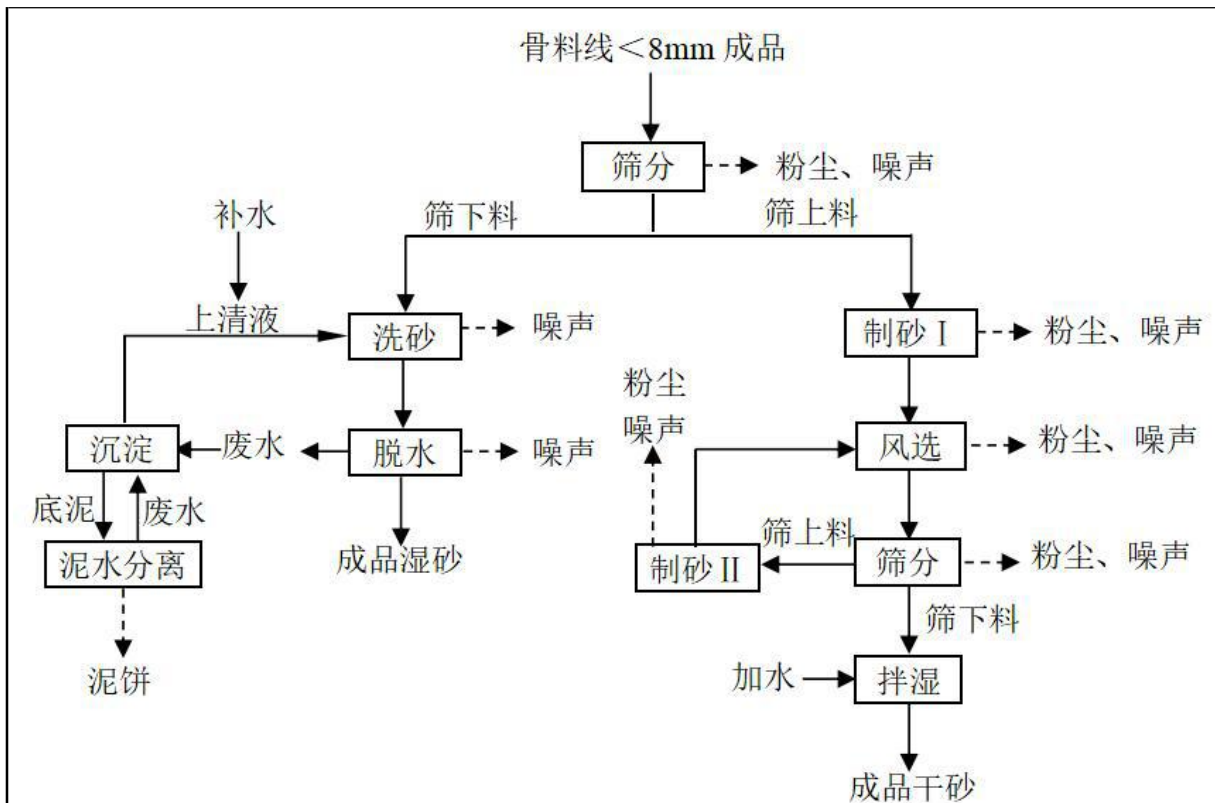 骨料线＜8mm 成品
筛分
粉尘、噪声
筛下料
筛上料
补水
上清液
洗砂
噪声
制砂Ⅰ
粉尘、噪声
粉尘
噪声
沉淀
废水
脱水
噪声
风选
粉尘、噪声
底泥
废水
筛上料
泥水分离
成品湿砂
制砂Ⅱ
筛分
粉尘、噪声
筛下料
泥饼
加水
拌湿
成品干砂